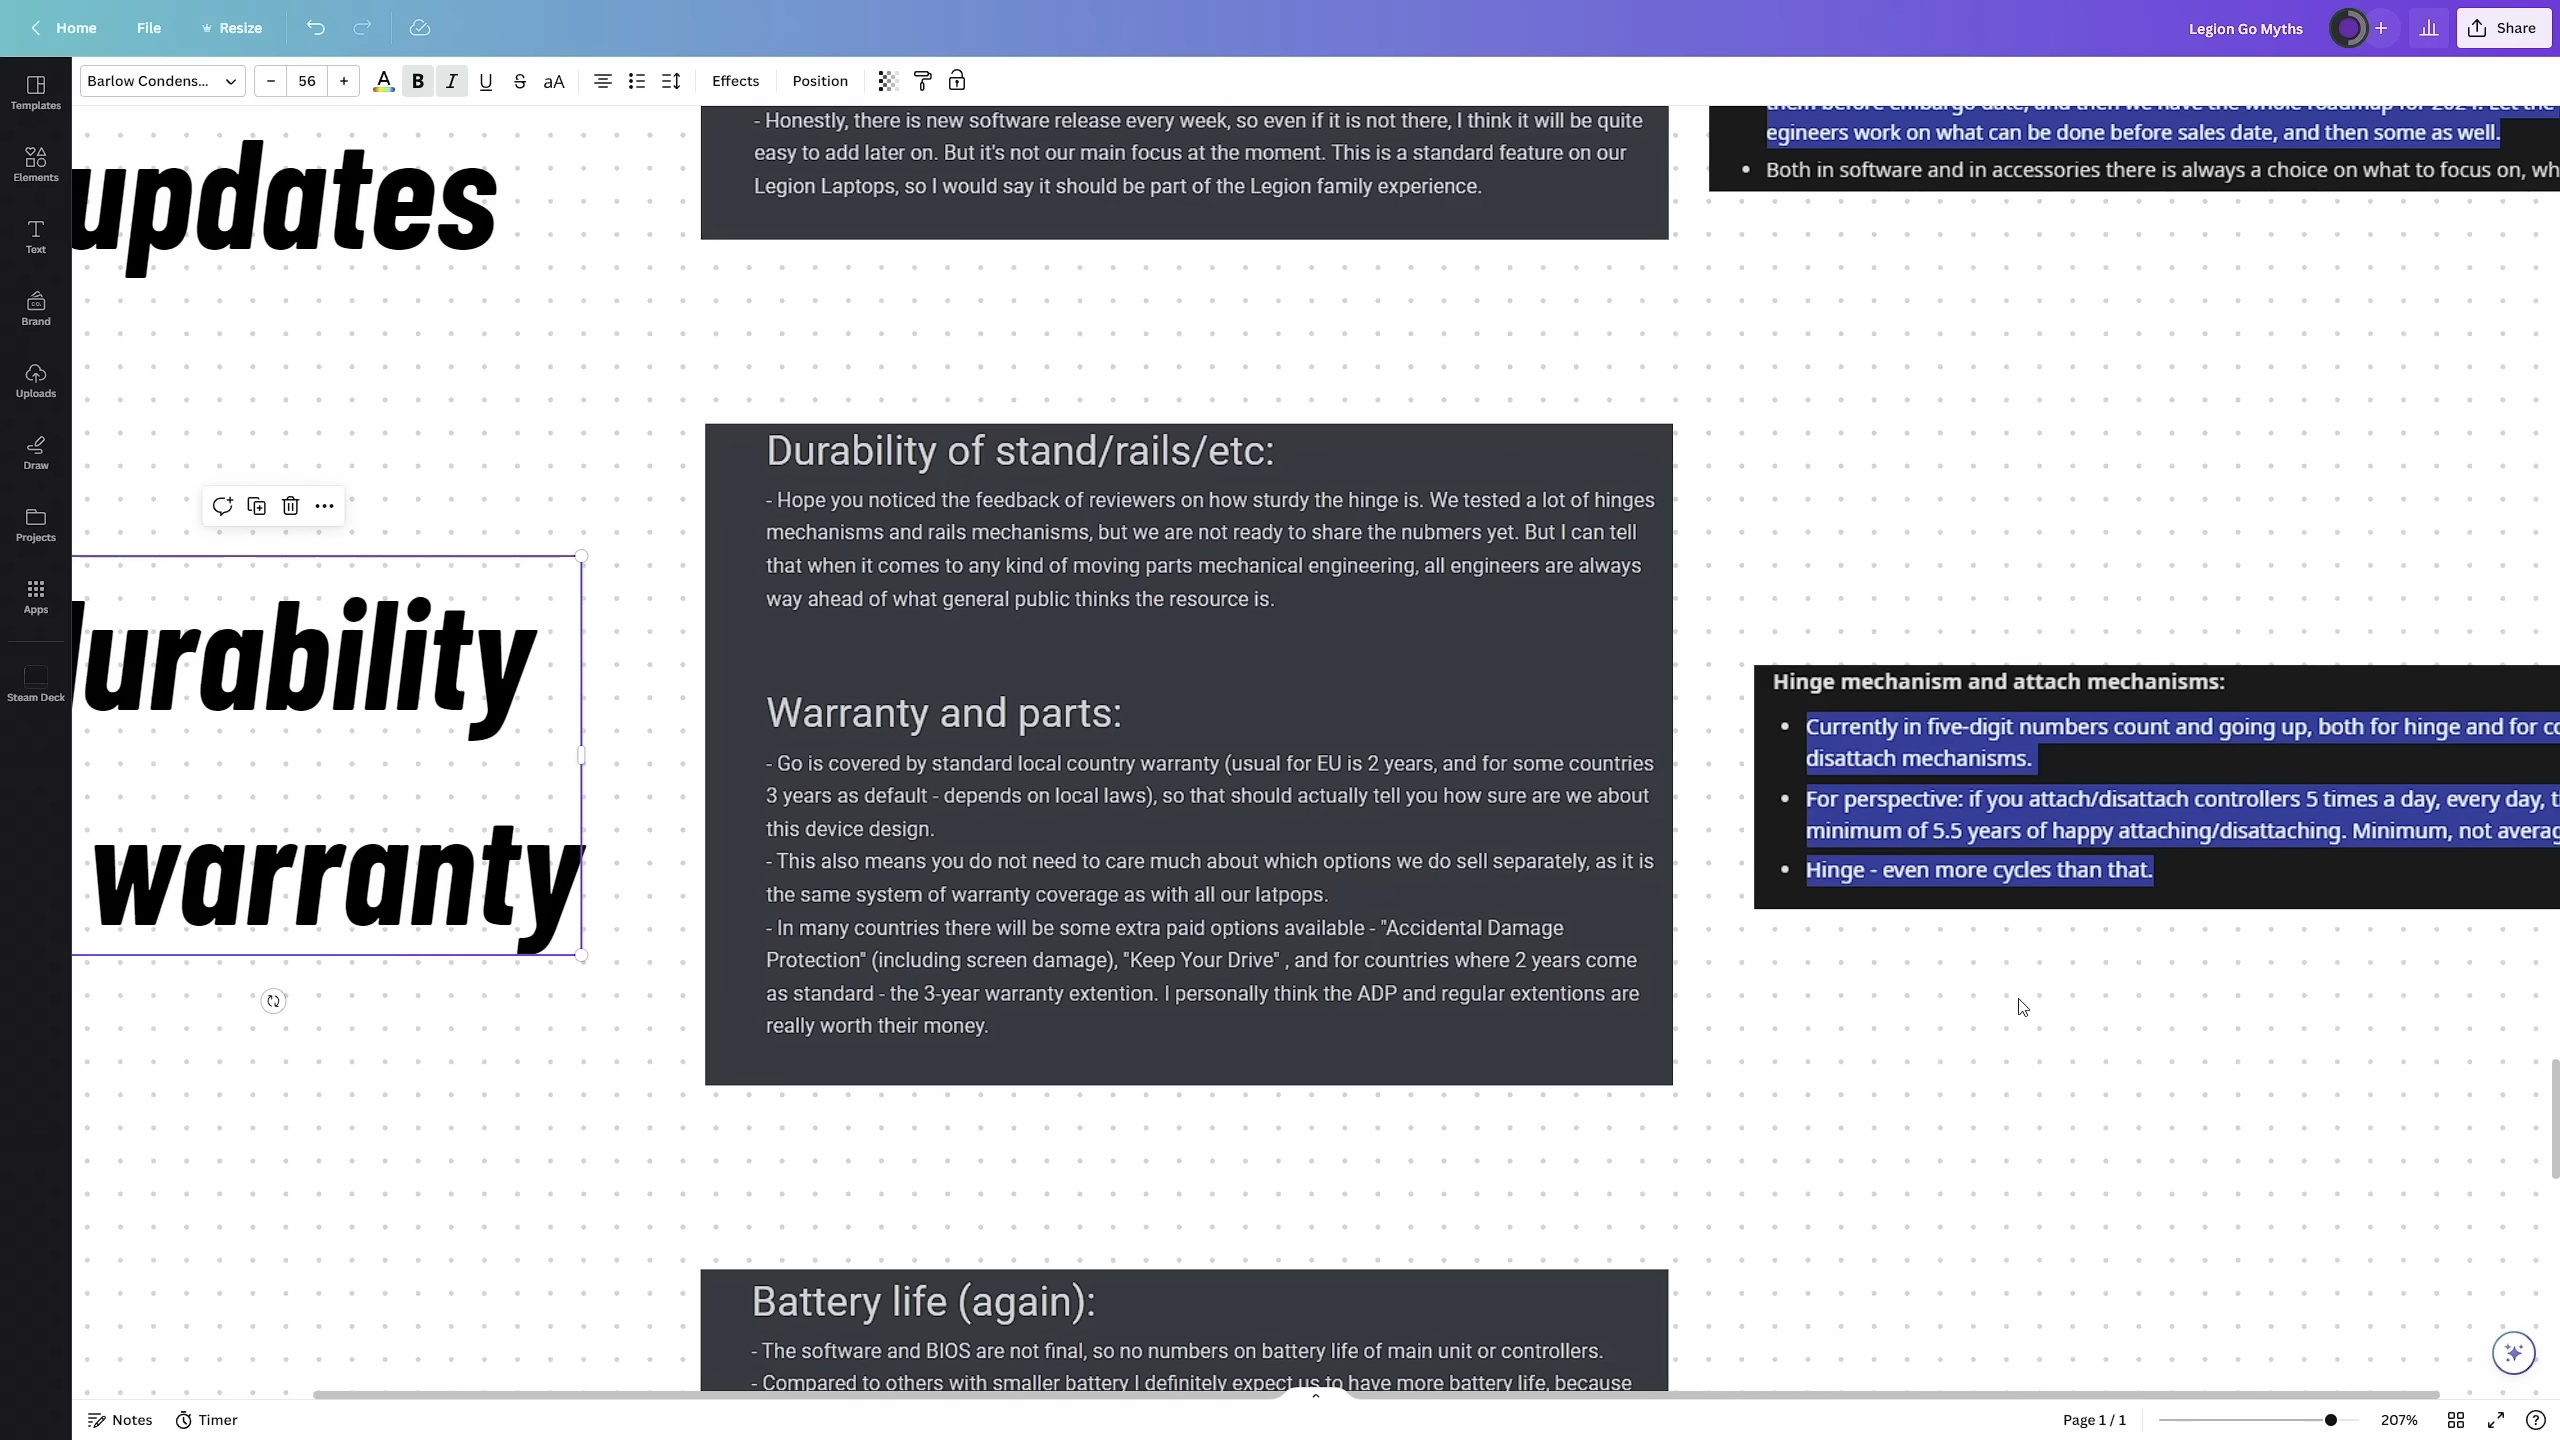 Home
File
Resize
Legion Go Myths
Share
Barlow Condens...
56
A
B
I
U
S
aA
Effects
Position
Templates
Elements
Text
Brand
Uploads
Draw
Projects
Apps
Steam Deck
updates
durability
warranty
- Honestly, there is new software release every week, so even if it is not there, I think it will be quite
easy to add later on. But it's not our main focus at the moment. This is a standard feature on our
Legion Laptops, so I would say it should be part of the Legion family experience.
egineers work on what can be done before sales date, and then some as well.
• Both in software and in accessories there is always a choice on what to focus on, wh
Durability of stand/rails/etc:
- Hope you noticed the feedback of reviewers on how sturdy the hinge is. We tested a lot of hinges
mechanisms and rails mechanisms, but we are not ready to share the nubmers yet. But I can tell
that when it comes to any kind of moving parts mechanical engineering, all engineers are always
way ahead of what general public thinks the resource is.
Warranty and parts:
- Go is covered by standard local country warranty (usual for EU is 2 years, and for some countries
3 years as default - depends on local laws), so that should actually tell you how sure are we about
this device design.
- This also means you do not need to care much about which options we do sell separately, as it is
the same system of warranty coverage as with all our latpops.
- In many countries there will be some extra paid options available - "Accidental Damage
Protection" (including screen damage), "Keep Your Drive" , and for countries where 2 years come
as standard - the 3-year warranty extention. I personally think the ADP and regular extentions are
really worth their money.
Hinge mechanism and attach mechanisms:
• Currently in five-digit numbers count and going up, both for hinge and for co
disattach mechanisms.
• For perspective: if you attach/disattach controllers 5 times a day, every day, t
minimum of 5.5 years of happy attaching/disattaching. Minimum, not averag
• Hinge - even more cycles than that.
Battery life (again):
- The software and BIOS are not final, so no numbers on battery life of main unit or controllers.
- Compared to others with smaller battery I definitely expect us to have more battery life, because
Notes
Timer
Page 1 / 1
207%